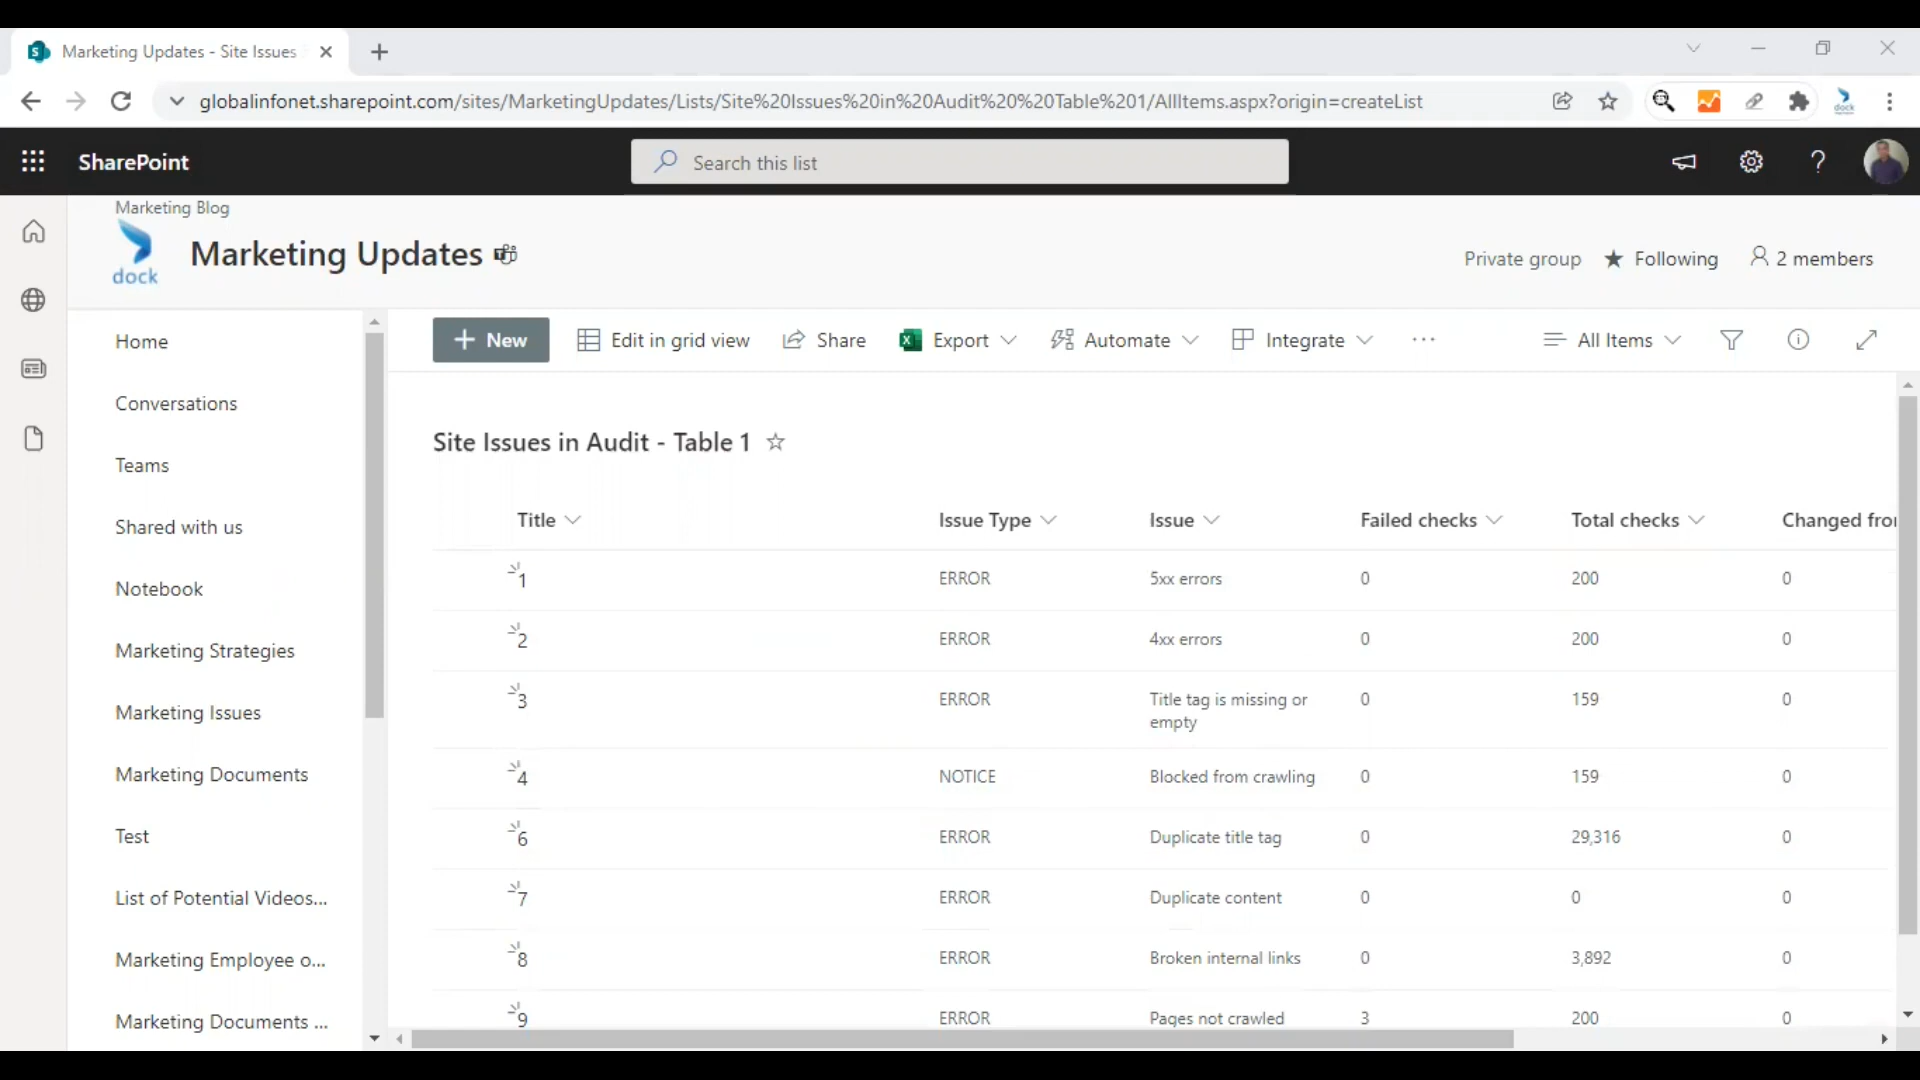 Marketing Updates - Site Issues
globalinfonet.sharepoint.com/sites/MarketingUpdates/Lists/Site%20Issues%20in%20Audit%20%20Table%201/AllItems.aspx?origin=createList
dock
SharePoint
Search this list
Marketing Blog
dock
Marketing Updates
Private group
Following
2 members
Home
Conversations
Teams
Shared with us
Notebook
Marketing Strategies
Marketing Issues
Marketing Documents
Test
List of Potential Videos...
Marketing Employee o...
Marketing Documents ...
New
Edit in grid view
Share
Export
Automate
Integrate
All Items
Site Issues in Audit - Table 1
Title Issue Type Issue Failed checks Total checks Changed fro
1 ERROR 5xx errors 0 200 0
2 ERROR 4xx errors 0 200 0
3 ERROR Title tag is missing or 0 159 0
empty
4 NOTICE Blocked from crawling 0 159 0
6 ERROR Duplicate title tag 0 29,316 0
7 ERROR Duplicate content 0 0 0
8 ERROR Broken internal links 0 3,892 0
9 ERROR Pages not crawled 3 200 0